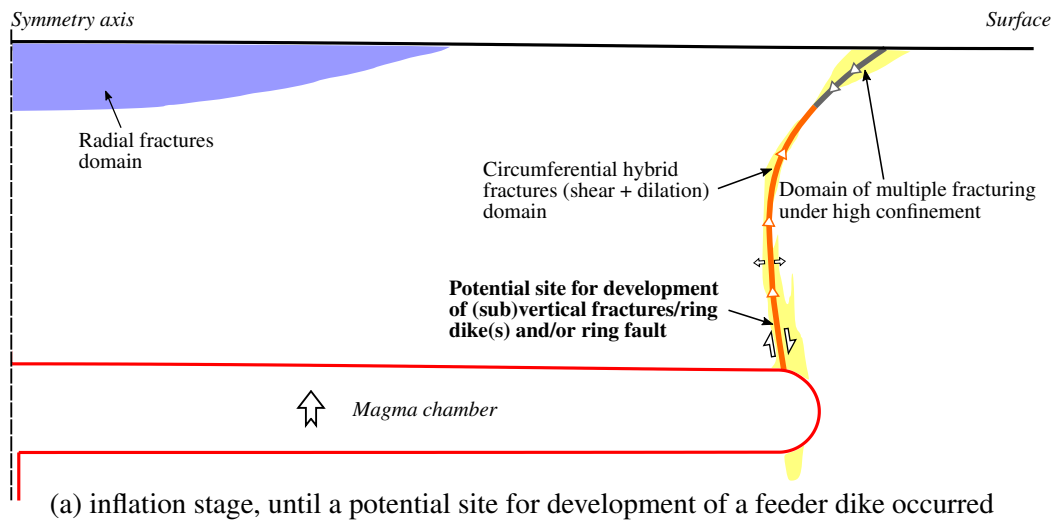 Symmetry axis
Surface
Radial fractures
domain
Circumferential hybrid
fractures (shear + dilation)
domain
Domain of multiple fracturing
under high confinement
Potential site for development
of (sub)vertical fractures/ring
dike(s) and/or ring fault
Magma chamber
(a) inflation stage, until a potential site for development of a feeder dike occurred